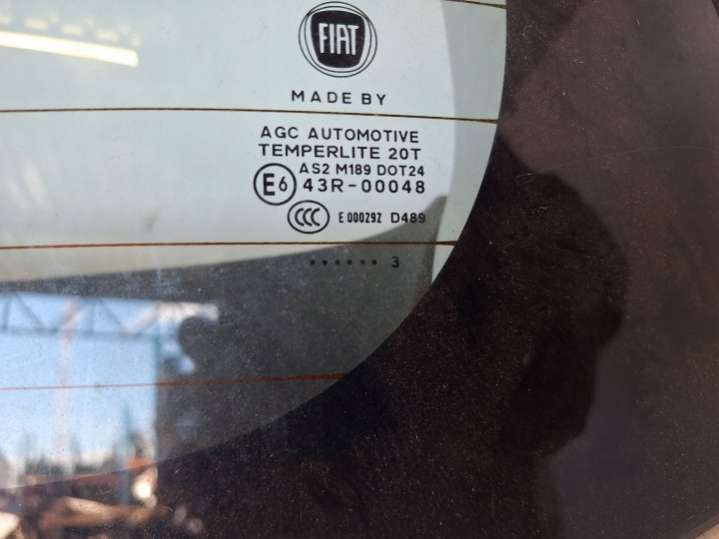 FIAT
MADE BY
AGC AUTOMOTIVE
TEMPERLITE 20T
AS2 M189 DOT24
E6 43R-00048
CCC E 000292 D489
•••••• 3